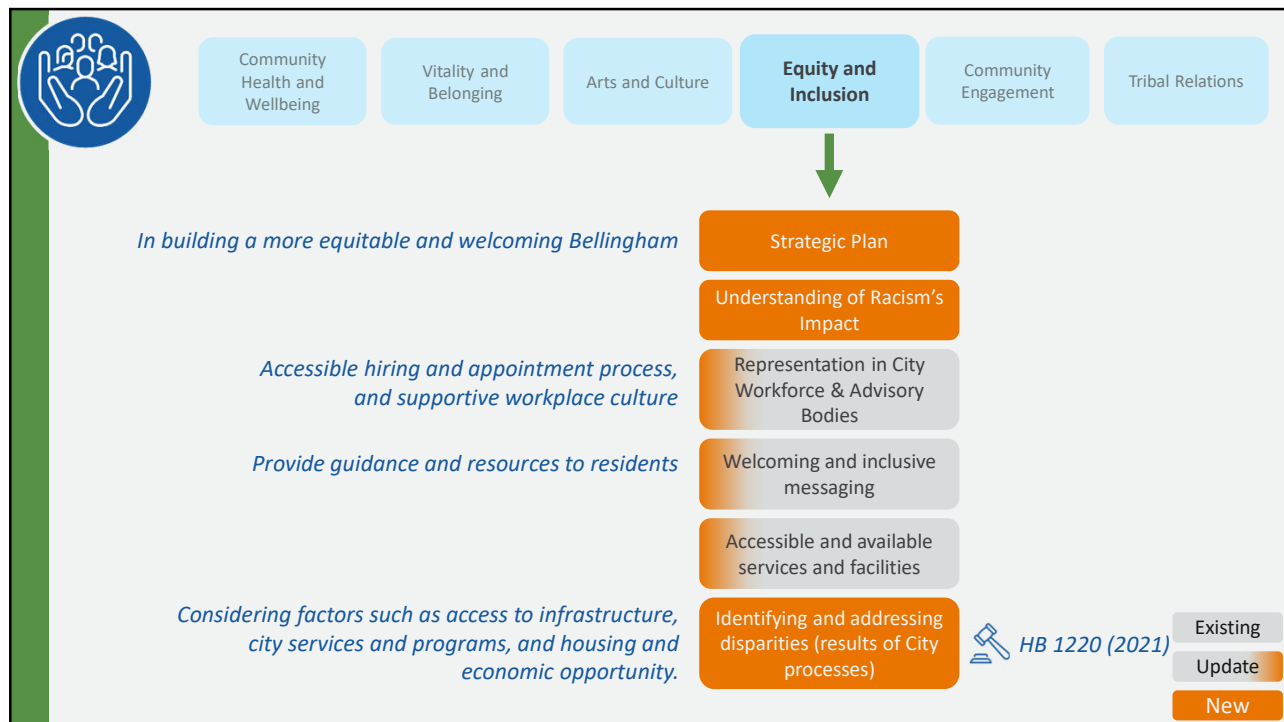 Community
Health and
Wellbeing
Vitality and
Belonging
Arts and Culture
Equity and
Inclusion
Community
Engagement
Tribal Relations
In building a more equitable and welcoming Bellingham
Strategic Plan
Understanding of Racism's
Impact
Accessible hiring and appointment process,
and supportive workplace culture
Representation in City
Workforce & Advisory
Bodies
Provide guidance and resources to residents
Welcoming and inclusive
messaging
Accessible and available
services and facilities
Considering factors such as access to infrastructure,
city services and programs, and housing and
economic opportunity.
Identifying and addressing
disparities (results of City
processes)
HB 1220 (2021)
Existing
Update
New